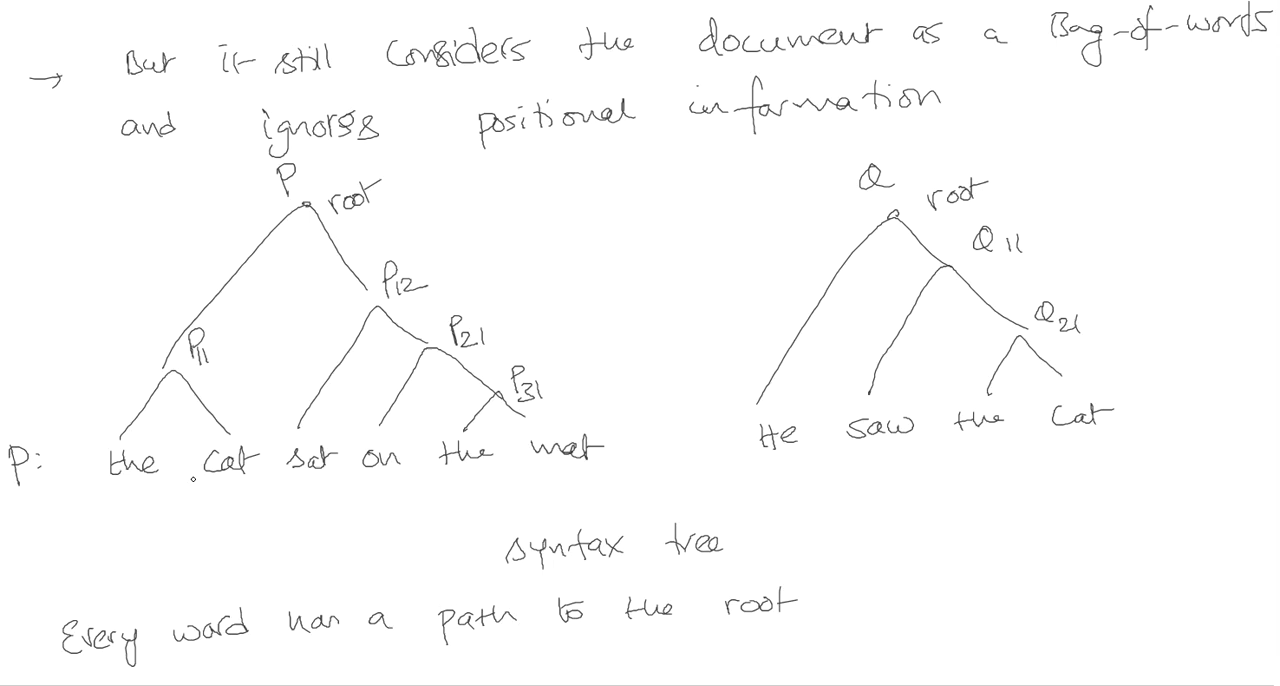 → But it still considers the document as a Bag-of-words
and ignores positional information
P root
Q root
Q11
P12
P21
Q21
P11
P31
P: the cat sat on the mat
He saw the cat
syntax tree
Every word has a path to the root